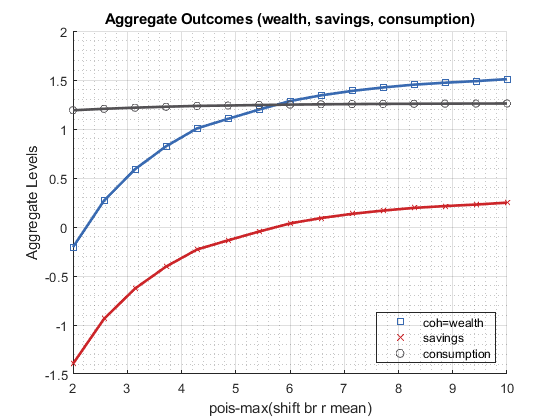 Aggregate Outcomes (wealth, savings, consumption)
2
1.5
1
0.5
0
-0.5
-1
-1.5
Aggregate Levels
coh=wealth
savings
consumption
2 3 4 5 6 7 8 9 10
pois-max(shift br r mean)